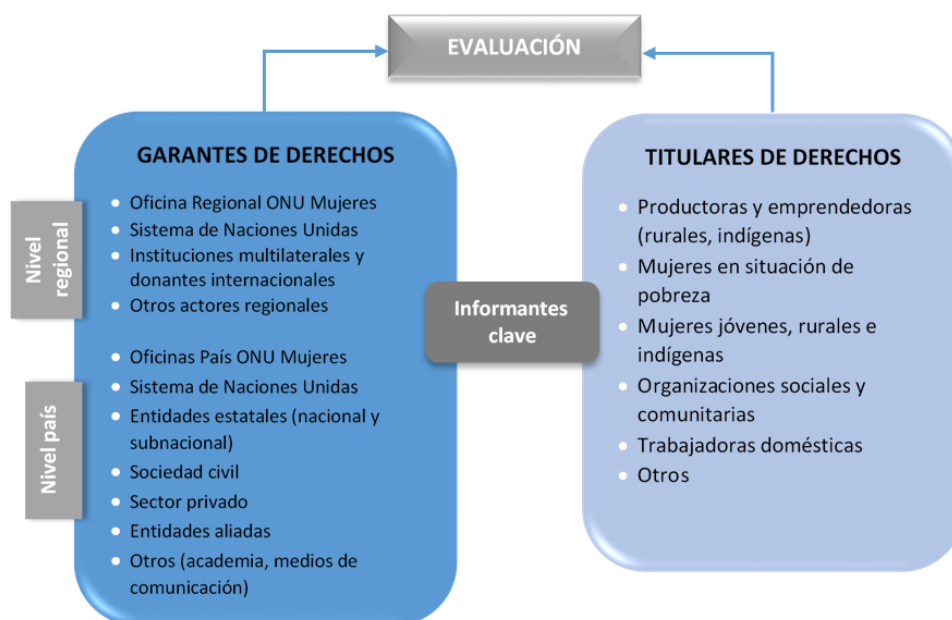 EVALUACIÓN
GARANTES DE DERECHOS
Nivel
regional
• Oficina Regional ONU Mujeres
• Sistema de Naciones Unidas
• Instituciones multilaterales y
donantes internacionales
• Otros actores regionales
Nivel país
• Oficinas País ONU Mujeres
• Sistema de Naciones Unidas
• Entidades estatales (nacional y
subnacional)
• Sociedad civil
• Sector privado
• Entidades aliadas
• Otros (academia, medios de
comunicación)
Informantes
clave
TITULARES DE DERECHOS
• Productoras y emprendedoras
(rurales, indígenas)
• Mujeres en situación de
pobreza
• Mujeres jóvenes, rurales e
indígenas
• Organizaciones sociales y
comunitarias
• Trabajadoras domésticas
• Otros